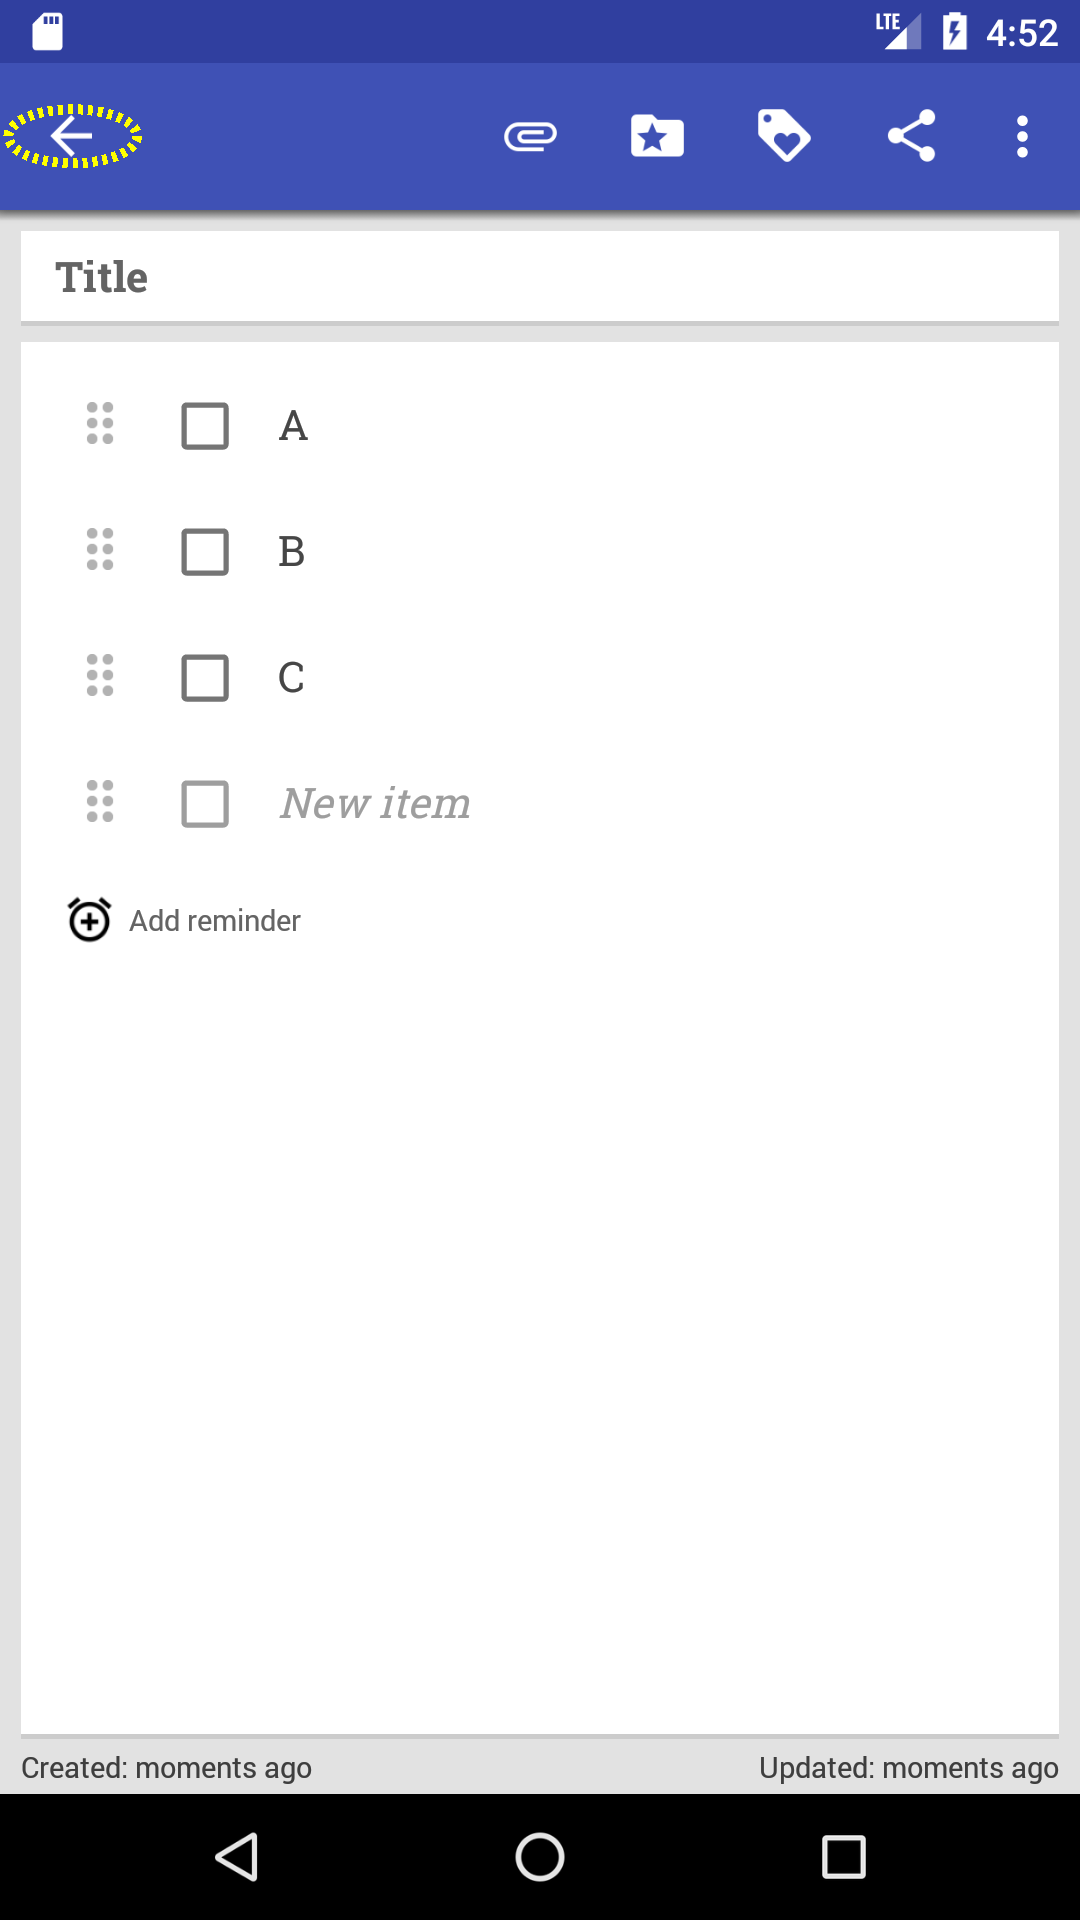 LTE 4:52
Title
A
B
C
New item
Add reminder
Created: moments ago Updated: moments ago